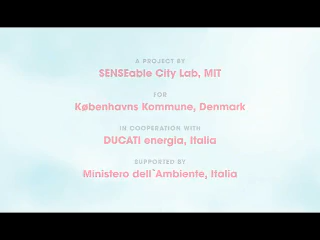 A PROJECT BY
SENSEable City Lab, MIT
FOR
Københavns Kommune, Denmark
IN COOPERATION WITH
DUCATI energia, Italia
SUPPORTED BY
Ministero dell`Ambiente, Italia